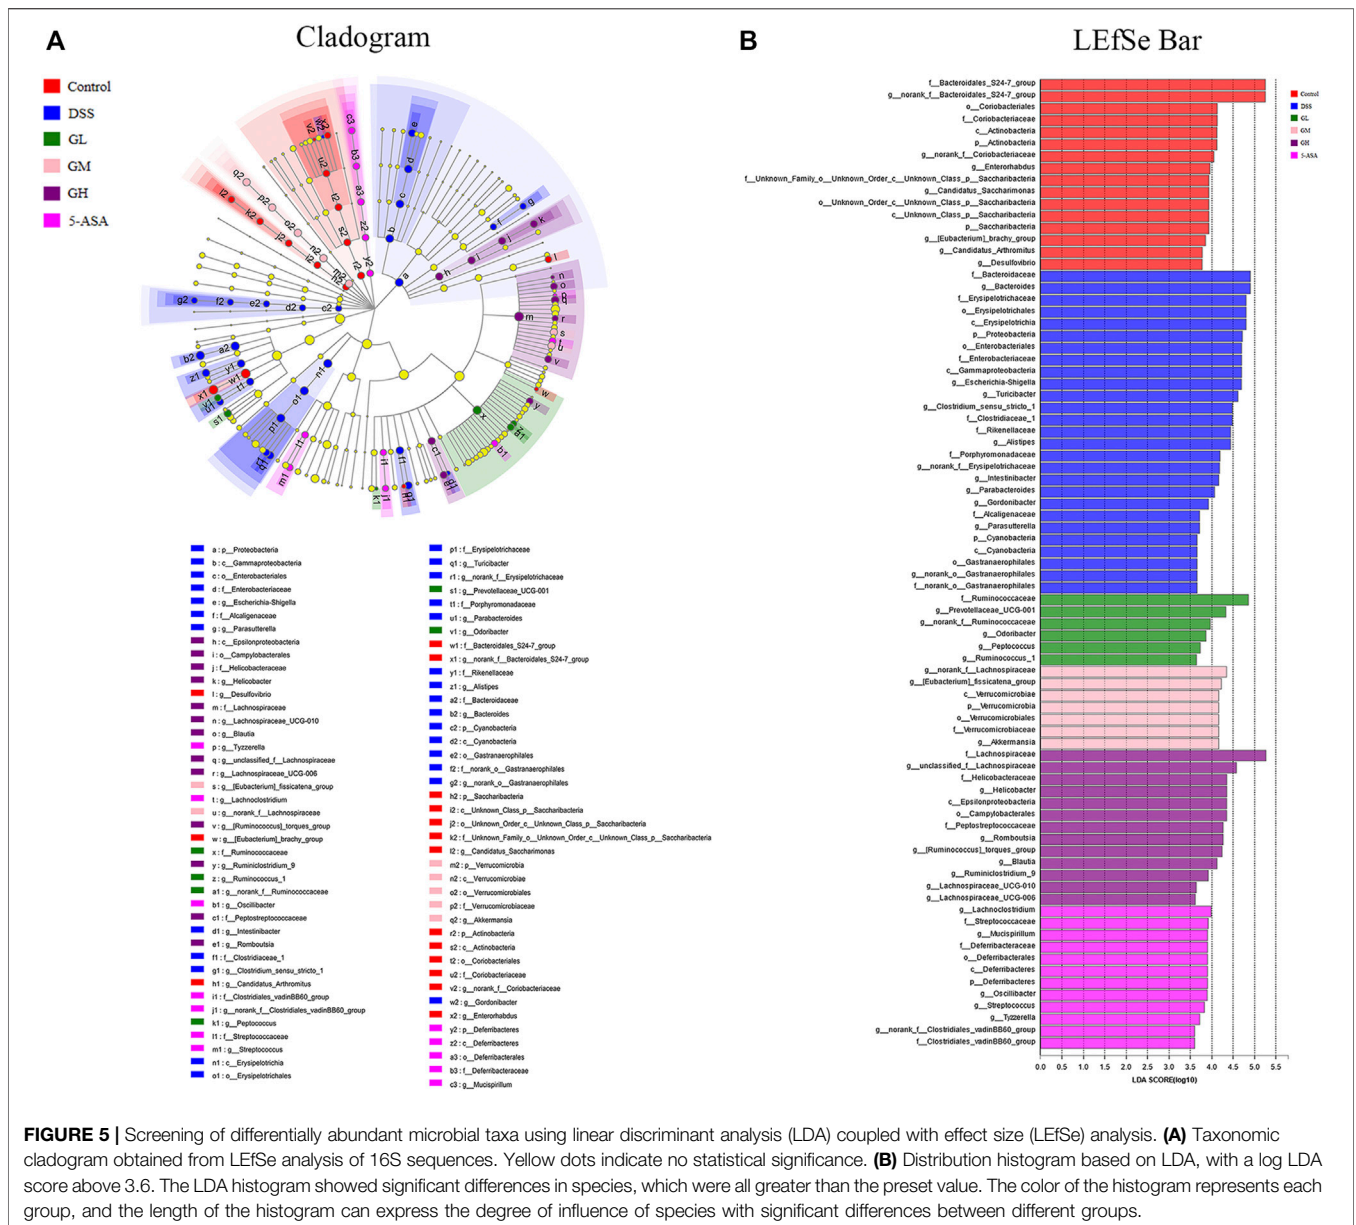 A
Cladogram
Control
DSS
GL
GM
GH
5-ASA
a : p__Proteobacteria
b : c__Gammaproteobacteria
c : o__Enterobacteriales
d : f__Enterobacteriaceae
e : g__Escherichia-Shigella
f : f__Alcaligenaceae
g : g__Parasutterella
h : c__Epsilonproteobacteria
i : o__Campylobacterales
j : f__Helicobacteraceae
k : g__Helicobacter
l : g__Desulfovibrio
m : f__Lachnospiraceae
n : g__Lachnospiraceae_UCG-010
o : g__Blautia
p : g__Tyzzerella
q : g__unclassified_f__Lachnospiraceae
r : g__Lachnospiraceae_UCG-006
s : g__[Eubacterium]_fissicatena_group
t : g__Lachnoclostridium
u : g__norank_f__Lachnospiraceae
v : g__[Ruminococcus]_torques_group
w : g__[Eubacterium]_brachy_group
x : f__Ruminococcaceae
y : g__Ruminiclostridium_9
z : g__Ruminococcus_1
a1 : g__norank_f__Ruminococcaceae
b1 : g__Oscillibacter
c1 : f__Peptostreptococcaceae
d1 : g__Intestinibacter
e1 : g__Romboutsia
f1 : f__Clostridiaceae_1
g1 : g__Clostridium_sensu_stricto_1
h1 : g__Candidatus_Arthromitus
i1 : f__Clostridiales_vadinBB60_group
j1 : g__norank_f__Clostridiales_vadinBB60_group
k1 : g__Peptococcus
l1 : f__Streptococcaceae
m1 : g__Streptococcus
n1 : c__Erysipelotrichia
o1 : o__Erysipelotrichales
p1 : f__Erysipelotrichaceae
q1 : g__Turicibacter
r1 : g__norank_f__Erysipelotrichaceae
s1 : g__Prevotellaceae_UCG-001
t1 : f__Porphyromonadaceae
u1 : g__Parabacteroides
v1 : g__Odoribacter
w1 : f__Bacteroidales_S24-7_group
x1 : g__norank_f__Bacteroidales_S24-7_group
y1 : f__Rikenellaceae
z1 : g__Alistipes
a2 : f__Bacteroidaceae
b2 : g__Bacteroides
c2 : p__Cyanobacteria
d2 : c__Cyanobacteria
e2 : o__Gastranaerophilales
f2 : f__norank_o__Gastranaerophilales
g2 : g__norank_o__Gastranaerophilales
h2 : p__Saccharibacteria
i2 : c__Unknown_Class_p__Saccharibacteria
j2 : o__Unknown_Order_c__Unknown_Class_p__Saccharibacteria
k2 : f__Unknown_Family_o__Unknown_Order_c__Unknown_Class_p__Saccharibacteria
l2 : g__Candidatus_Saccharimonas
m2 : p__Verrucomicrobia
n2 : c__Verrucomicrobiae
o2 : o__Verrucomicrobiales
p2 : f__Verrucomicrobiaceae
q2 : g__Akkermansia
r2 : p__Actinobacteria
s2 : c__Actinobacteria
t2 : o__Coriobacteriales
u2 : f__Coriobacteriaceae
v2 : g__norank_f__Coriobacteriaceae
w2 : g__Gordonibacter
x2 : g__Enterorhabdus
y2 : p__Deferribacteres
z2 : c__Deferribacteres
a3 : o__Deferribacterales
b3 : f__Deferribacteraceae
c3 : g__Mucispirillum
B
LEfSe Bar
f__Bacteroidales_S24-7_group
g__norank_f__Bacteroidales_S24-7_group
o__Coriobacteriales
f__Coriobacteriaceae
c__Actinobacteria
p__Actinobacteria
g__norank_f__Coriobacteriaceae
g__Enterorhabdus
f__Unknown_Family_o__Unknown_Order_c__Unknown_Class_p__Saccharibacteria
g__Candidatus_Saccharimonas
o__Unknown_Order_c__Unknown_Class_p__Saccharibacteria
c__Unknown_Class_p__Saccharibacteria
p__Saccharibacteria
g__[Eubacterium]_brachy_group
g__Candidatus_Arthromitus
g__Desulfovibrio
f__Bacteroidaceae
g__Bacteroides
f__Erysipelotrichaceae
o__Erysipelotrichales
c__Erysipelotrichia
p__Proteobacteria
o__Enterobacteriales
f__Enterobacteriaceae
c__Gammaproteobacteria
g__Escherichia-Shigella
g__Turicibacter
g__Clostridium_sensu_stricto_1
f__Clostridiaceae_1
f__Rikenellaceae
g__Alistipes
f__Porphyromonadaceae
g__norank_f__Erysipelotrichaceae
g__Intestinibacter
g__Parabacteroides
g__Gordonibacter
f__Alcaligenaceae
g__Parasutterella
p__Cyanobacteria
c__Cyanobacteria
o__Gastranaerophilales
g__norank_o__Gastranaerophilales
f__norank_o__Gastranaerophilales
f__Ruminococcaceae
g__Prevotellaceae_UCG-001
g__norank_f__Ruminococcaceae
g__Odoribacter
g__Peptococcus
g__Ruminococcus_1
g__norank_f__Lachnospiraceae
g__[Eubacterium]_fissicatena_group
c__Verrucomicrobiae
p__Verrucomicrobia
o__Verrucomicrobiales
f__Verrucomicrobiaceae
g__Akkermansia
f__Lachnospiraceae
g__unclassified_f__Lachnospiraceae
f__Helicobacteraceae
g__Helicobacter
c__Epsilonproteobacteria
o__Campylobacterales
f__Peptostreptococcaceae
g__Romboutsia
g__[Ruminococcus]_torques_group
g__Blautia
g__Ruminiclostridium_9
g__Lachnospiraceae_UCG-010
g__Lachnospiraceae_UCG-006
g__Lachnoclostridium
f__Streptococcaceae
g__Mucispirillum
f__Deferribacteraceae
o__Deferribacterales
c__Deferribacteres
p__Deferribacteres
g__Oscillibacter
g__Streptococcus
g__Tyzzerella
g__norank_f__Clostridiales_vadinBB60_group
f__Clostridiales_vadinBB60_group
0.0 0.5 1.0 1.5 2.0 2.5 3.0 3.5 4.0 4.5 5.0 5.5
LDA SCORE(log10)
Control
DSS
GL
GM
GH
5-ASA
FIGURE 5 | Screening of differentially abundant microbial taxa using linear discriminant analysis (LDA) coupled with effect size (LEfSe) analysis. (A) Taxonomic
cladogram obtained from LEfSe analysis of 16S sequences. Yellow dots indicate no statistical significance. (B) Distribution histogram based on LDA, with a log LDA
score above 3.6. The LDA histogram showed significant differences in species, which were all greater than the preset value. The color of the histogram represents each
group, and the length of the histogram can express the degree of influence of species with significant differences between different groups.